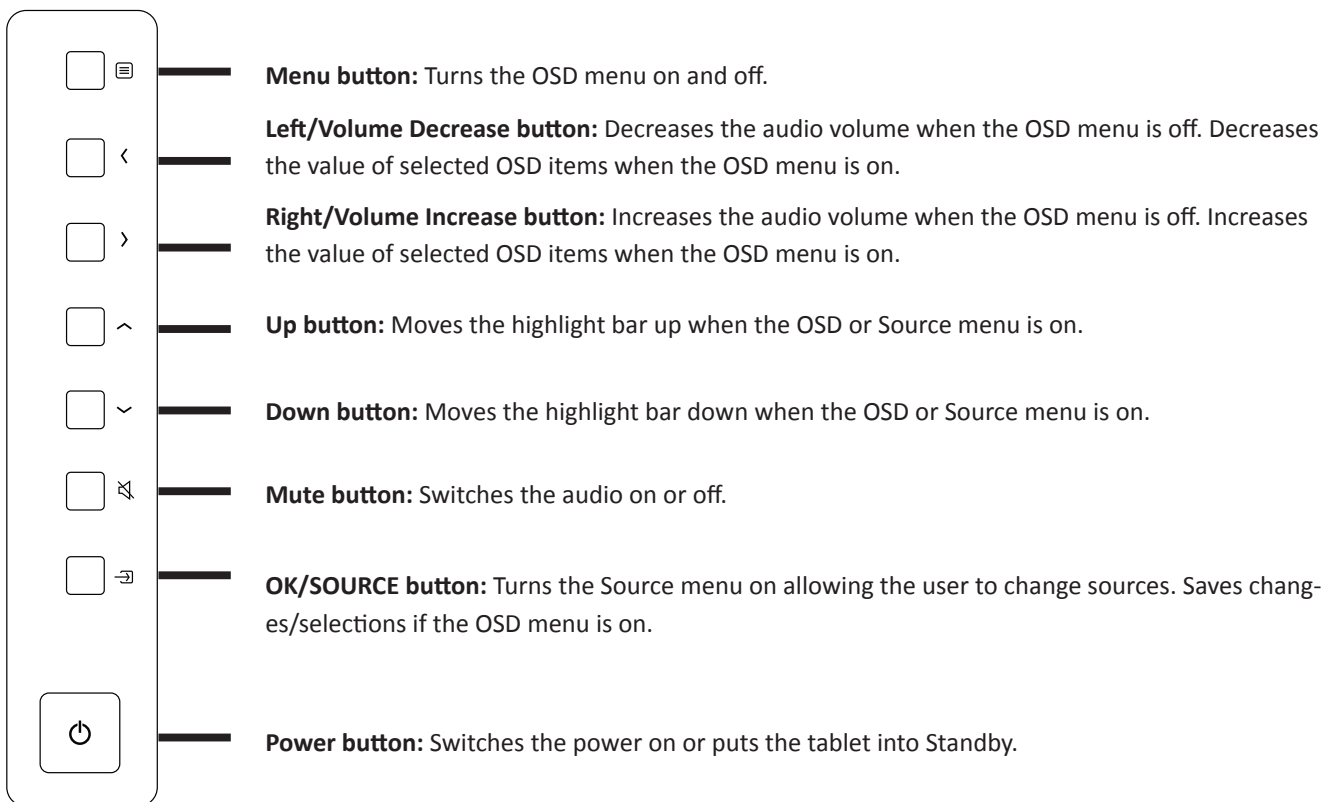 Menu button: Turns the OSD menu on and off.
Left/Volume Decrease button: Decreases the audio volume when the OSD menu is off. Decreases
the value of selected OSD items when the OSD menu is on.
Right/Volume Increase button: Increases the audio volume when the OSD menu is off. Increases
the value of selected OSD items when the OSD menu is on.
Up button: Moves the highlight bar up when the OSD or Source menu is on.
Down button: Moves the highlight bar down when the OSD or Source menu is on.
Mute button: Switches the audio on or off.
OK/SOURCE button: Turns the Source menu on allowing the user to change sources. Saves chang-
es/selections if the OSD menu is on.
Power button: Switches the power on or puts the tablet into Standby.